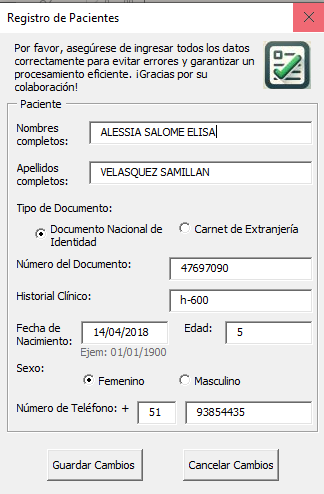 Registro de Pacientes
Por favor, asegúrese de ingresar todos los datos
correctamente para evitar errores y garantizar un
procesamiento eficiente. ¡Gracias por su
colaboración!
Paciente
Nombres
completos:
ALESSIA SALOME ELISA
Apellidos
completos:
VELASQUEZ SAMILLAN
Tipo de Documento:
Documento Nacional de
Identidad
Carnet de Extranjería
Número del Documento: 47697090
Historial Clínico: h-600
Fecha de
Nacimiento:
14/04/2018 Edad: 5
Ejem: 01/01/1900
Sexo:
Femenino Masculino
Número de Teléfono: + 51 93854435
Guardar Cambios Cancelar Cambios